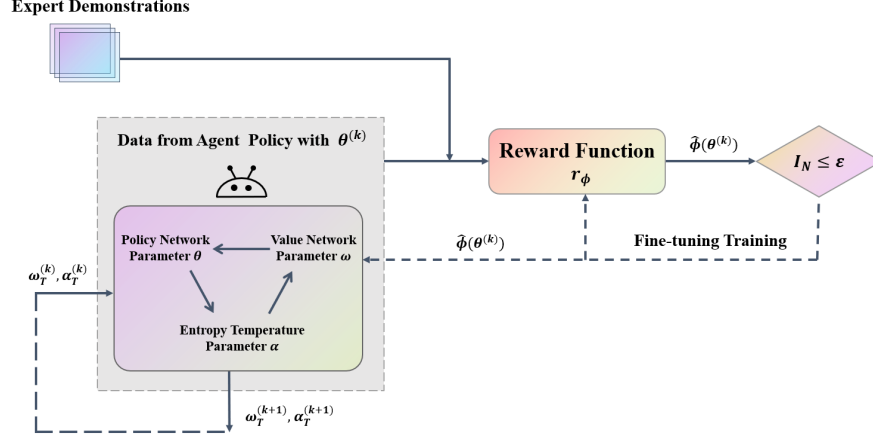 Expert Demonstrations
Data from Agent Policy with θ^(k)
Reward Function
r_ϕ
ϕ̂(θ^(k))
I_N ≤ ε
Policy Network
Parameter θ
Value Network
Parameter ω
ϕ̂(θ^(k))
Fine-tuning Training
ω_T^(k), α_T^(k)
Entropy Temperature
Parameter α
ω_T^(k+1), α_T^(k+1)